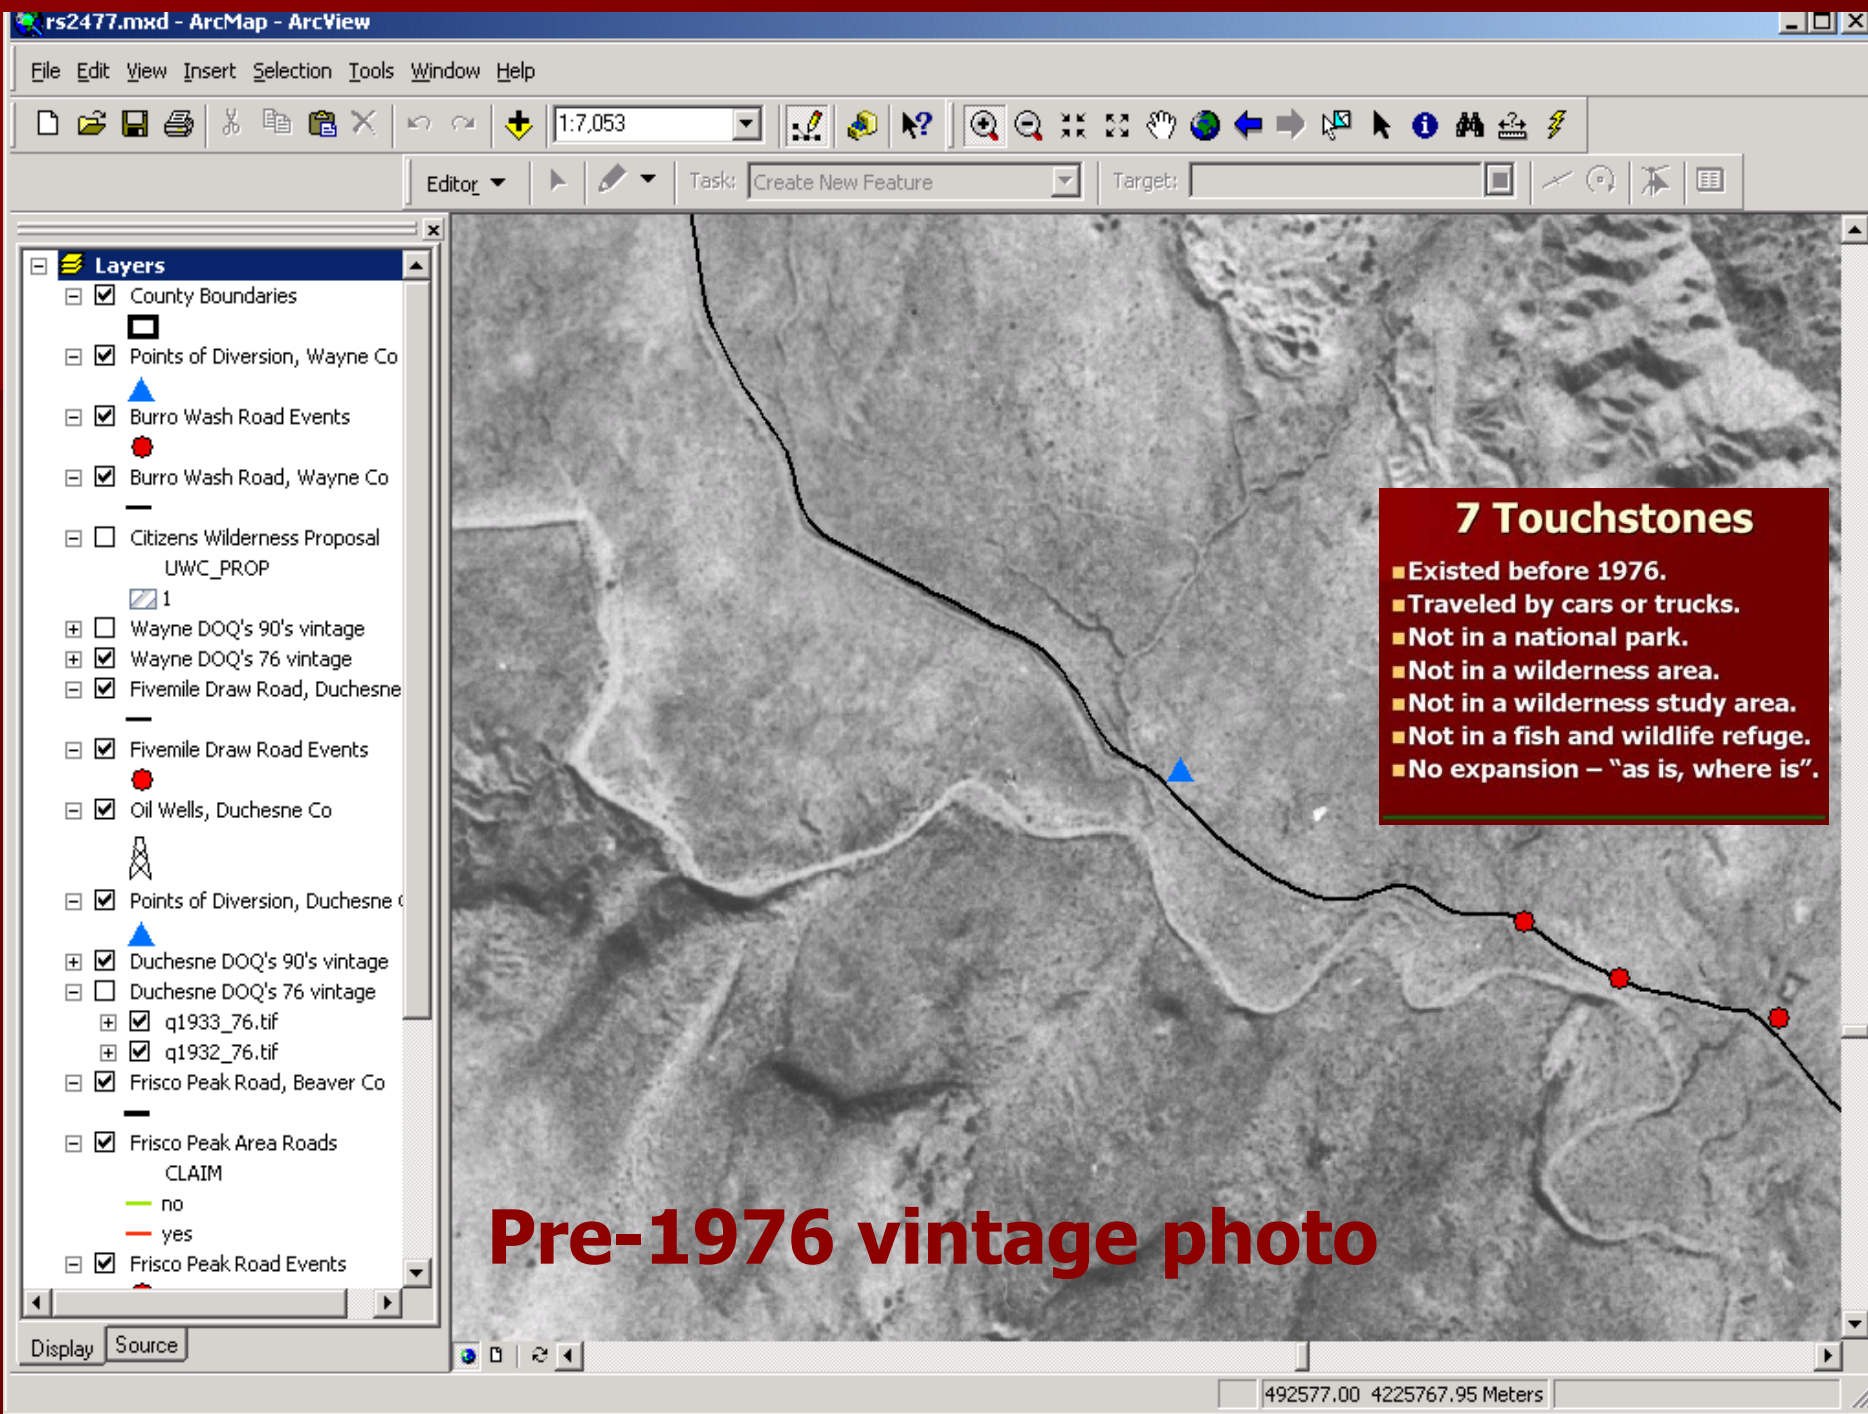 rs2477.mxd - ArcMap - ArcView
File Edit View Insert Selection Tools Window Help
1:7,053
Editor Task: Create New Feature Target:
Layers
County Boundaries
Points of Diversion, Wayne Co
Burro Wash Road Events
Burro Wash Road, Wayne Co
Citizens Wilderness Proposal
UWC_PROP
1
Wayne DOQ's 90's vintage
Wayne DOQ's 76 vintage
Fivemile Draw Road, Duchesne
Fivemile Draw Road Events
Oil Wells, Duchesne Co
Points of Diversion, Duchesne
Duchesne DOQ's 90's vintage
Duchesne DOQ's 76 vintage
q1933_76.tif
q1932_76.tif
Frisco Peak Road, Beaver Co
Frisco Peak Area Roads
CLAIM
no
yes
Frisco Peak Road Events
Display Source
7 Touchstones
Existed before 1976.
Traveled by cars or trucks.
Not in a national park.
Not in a wilderness area.
Not in a wilderness study area.
Not in a fish and wildlife refuge.
No expansion – “as is, where is”.
Pre-1976 vintage photo
492577.00 4225767.95 Meters